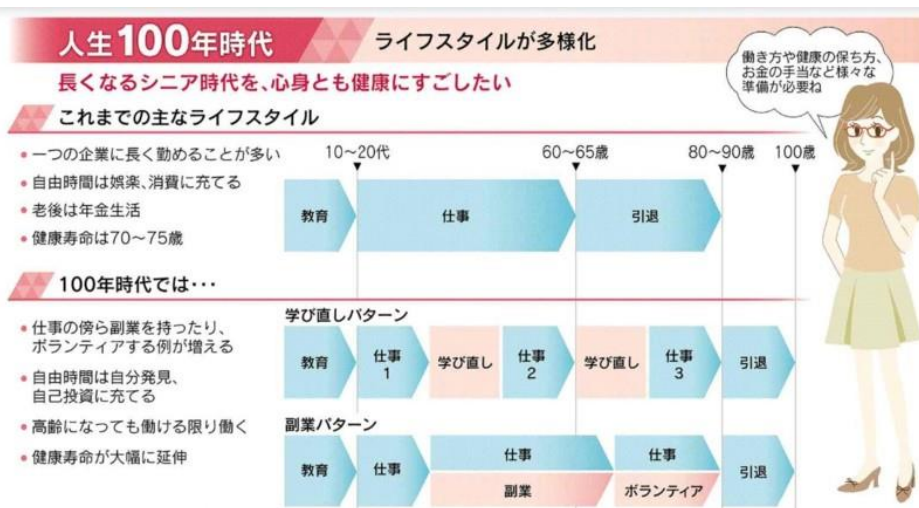 人生100年時代
ライフスタイルが多様化
長くなるシニア時代を、心身とも健康にすごしたい
働き方や健康の保ち方、
お金の手当など様々な
準備が必要ね
これまでの主なライフスタイル
•一つの企業に長く勤めることが多い
•自由時間は娯楽、消費に充てる
•老後は年金生活
•健康寿命は70〜75歳
10〜20代 60〜65歳 80〜90歳 100歳
教育 仕事 引退
100年時代では・・・
•仕事の傍ら副業を持ったり、
ボランティアする例が増える
•自由時間は自分発見、
自己投資に充てる
•高齢になっても働ける限り働く
•健康寿命が大幅に延伸
学び直しパターン
教育 仕事1 学び直し 仕事2 学び直し 仕事3 引退
副業パターン
教育 仕事 仕事 仕事 引退
副業 ボランティア